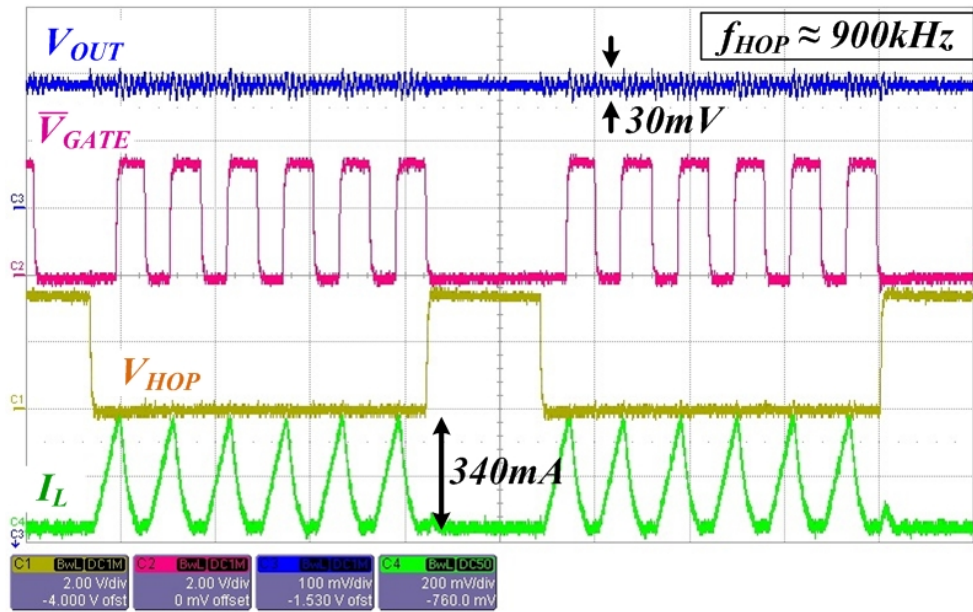 V_OUT
f_HOP ≈ 900kHz
V̅_GATE
30mV
C3
C2
V_HOP
C1
340mA
I_L
C4
C3
C1 BwL DC1M
2.00 V/div
-4.000 V ofst
C2 BwL DC1M
2.00 V/div
0 mV offset
C3 BwL DC1M
100 mV/div
-1.530 V ofst
C4 BwL DC50
200 mV/div
-760.0 mV